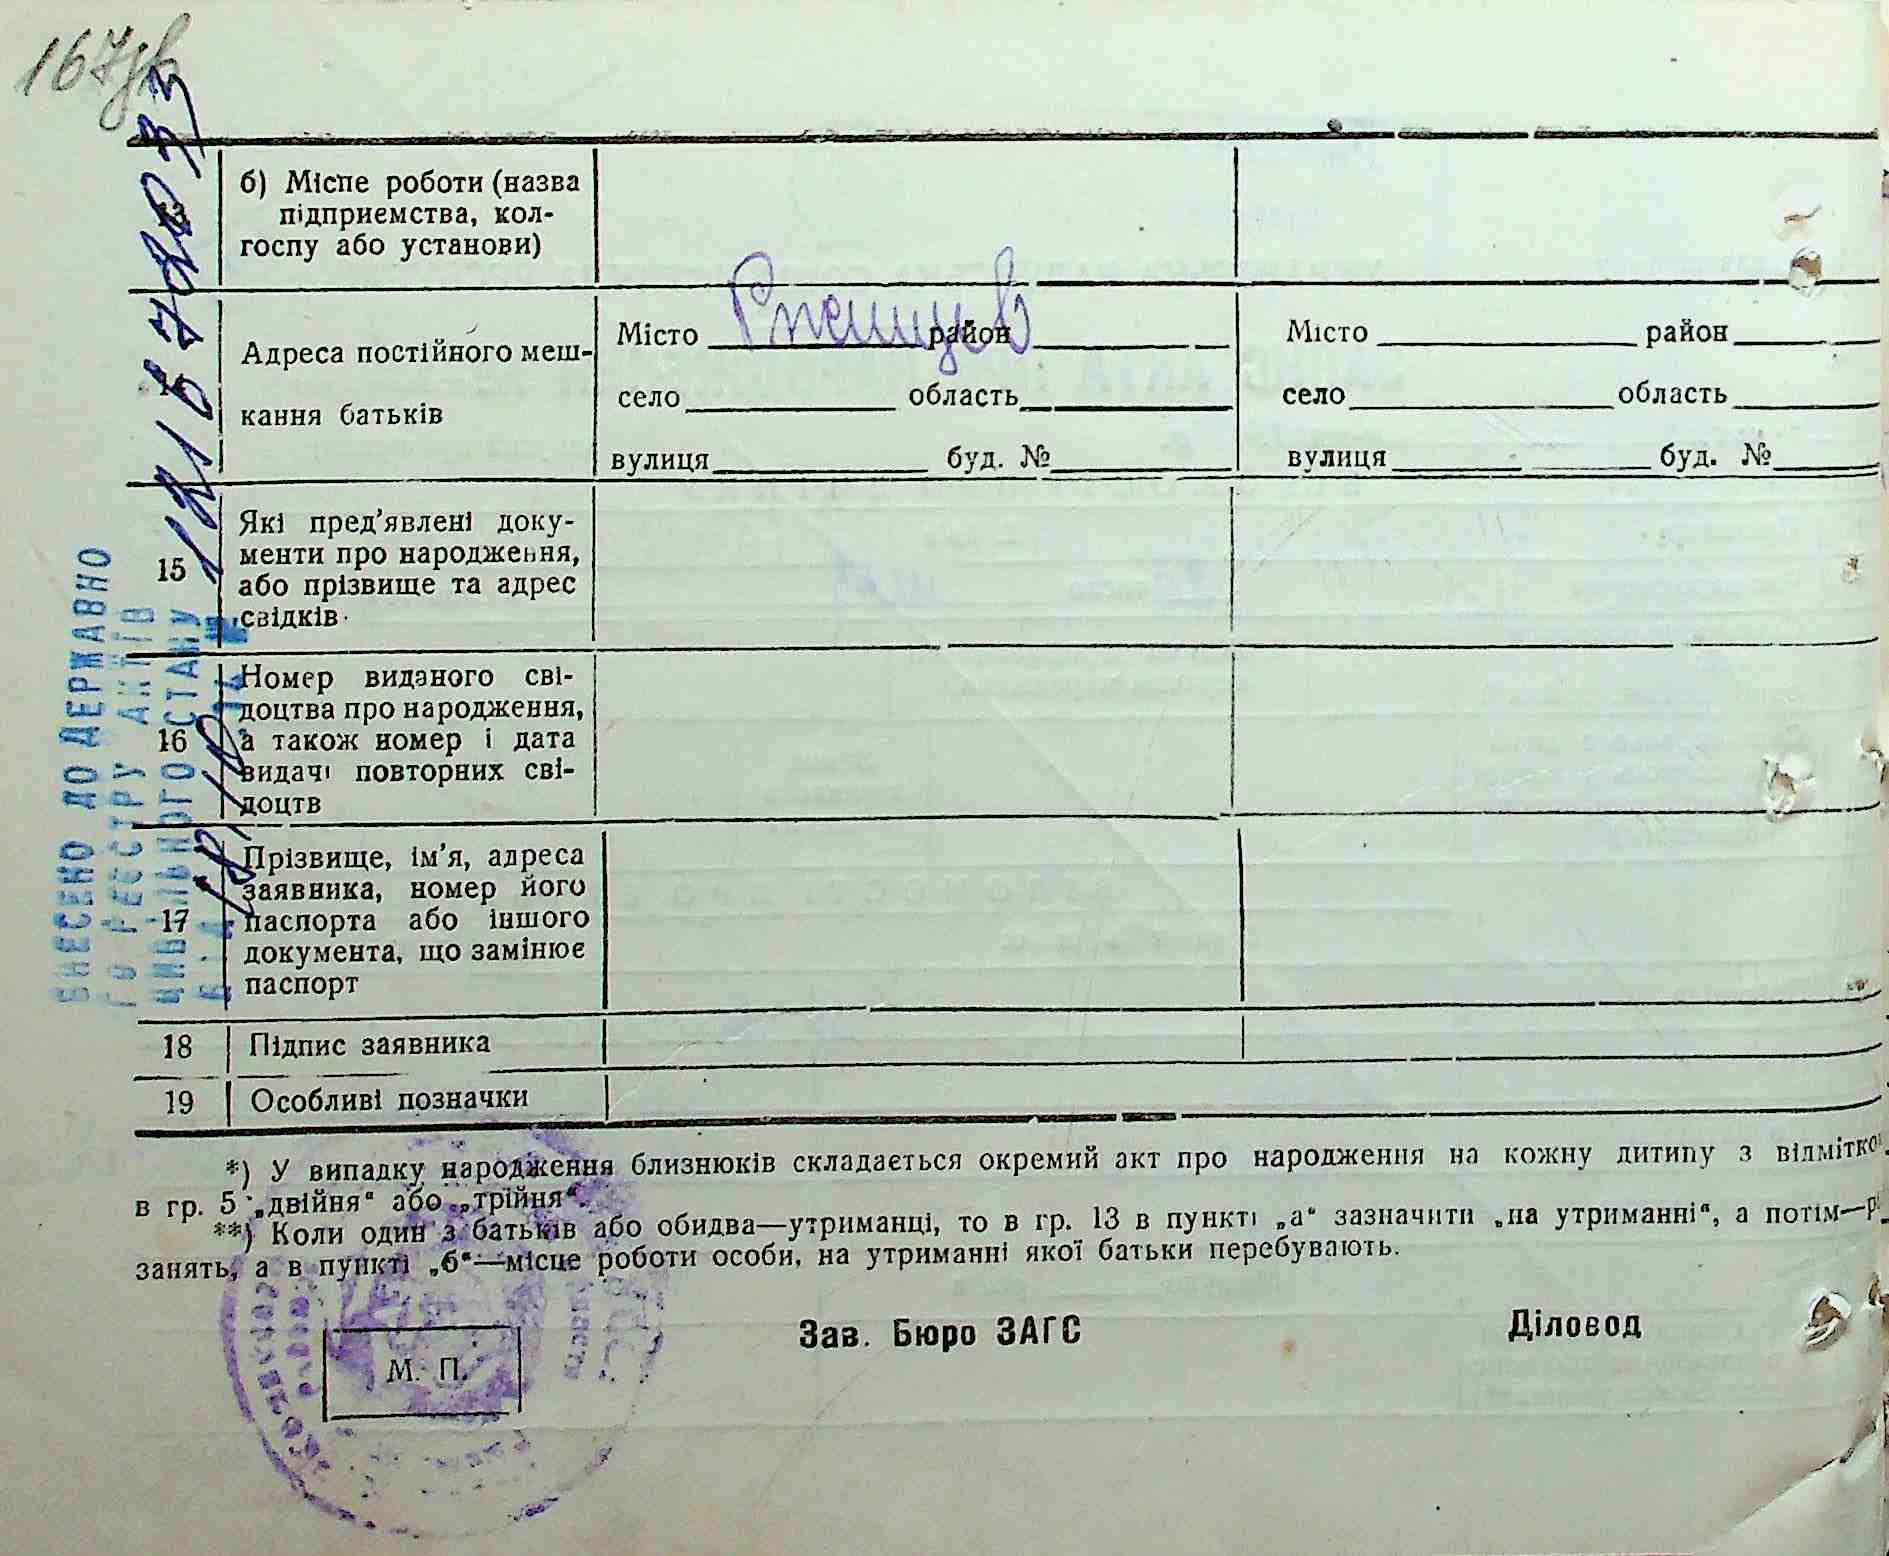 167зв
б) Місце роботи (назва
підприємства, кол-
госпу або установи)
14
Адреса постійного меш-
кання батьків
Місто район
село область
вулиця буд. №
Місто район
село область
вулиця буд. №
15
Які пред'явлені доку-
менти про народження,
або прізвище та адрес
свідків
16
Номер виданого сві-
доцтва про народження,
а також номер і дата
видачі повторних сві-
доцтв
17
Прізвище, ім'я, адреса
заявника, номер його
паспорта або іншого
документа, що замінює
паспорт
18
Підпис заявника
19
Особливі позначки
ВНЕСЕНО ДО ДЕРЖАВНО
ГО РЕЄСТРУ АКТІВ
ЦИВІЛЬНОГО СТАНУ
*) У випадку народження близнюків складається окремий акт про народження на кожну дитину з відміткою
в гр. 5 „двійня“ або „трійня“.
**) Коли один з батьків або обидва—утриманці, то в гр. 13 в пункті „а“ зазначити „на утриманні“, а потім—р
занять, а в пункті „б“—місце роботи особи, на утриманні якої батьки перебувають.
М. П.
Зав. Бюро ЗАГС
Діловод